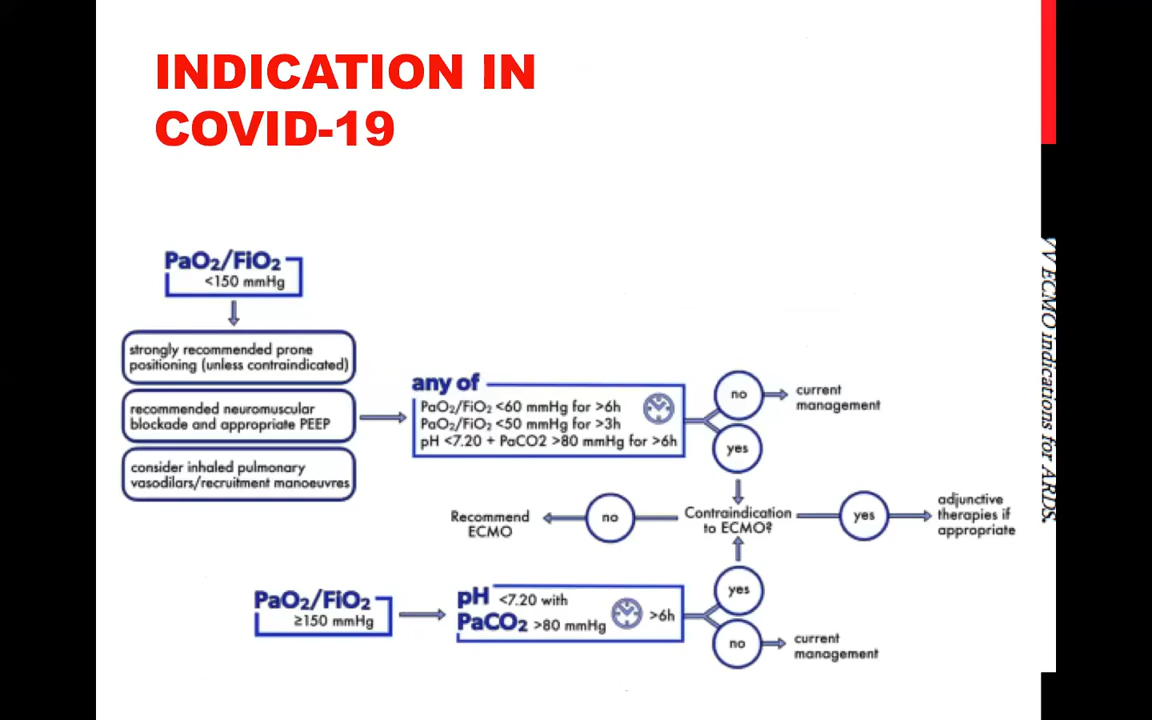 INDICATION IN
COVID-19
PaO2/FiO2
<150 mmHg
strongly recommended prone
positioning (unless contraindicated)
recommended neuromuscular
blockade and appropriate PEEP
consider inhaled pulmonary
vasodilars/recruitment manoeuvres
any of
PaO2/FiO2 <60 mmHg for >6h
PaO2/FiO2 <50 mmHg for >3h
pH <7.20 + PaCO2 >80 mmHg for >6h
no
current
management
yes
Contraindication
to ECMO?
no
Recommend
ECMO
yes
adjunctive
therapies if
appropriate
PaO2/FiO2
≥150 mmHg
pH <7.20 with
PaCO2 >80 mmHg
>6h
yes
no
current
management
VV ECMO indications for ARDS.